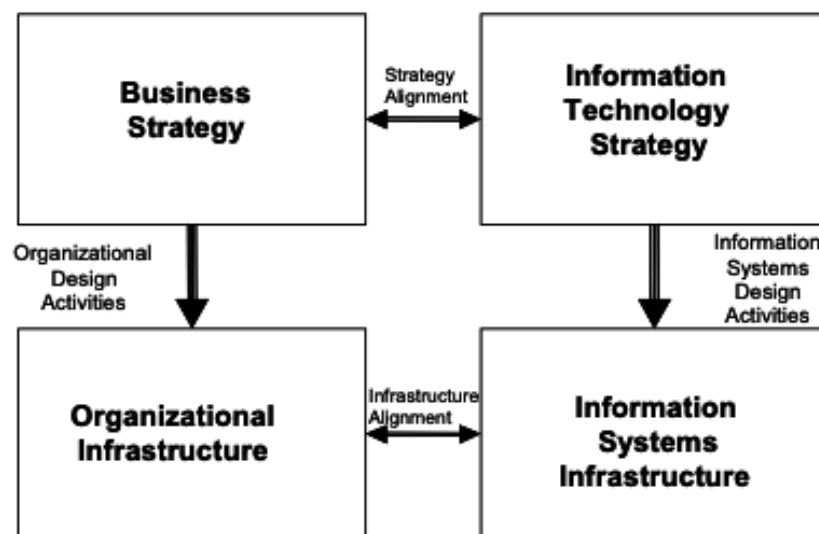 Business
Strategy
Strategy
Alignment
Information
Technology
Strategy
Organizational
Design
Activities
Information
Systems
Design
Activities
Organizational
Infrastructure
Infrastructure
Alignment
Information
Systems
Infrastructure